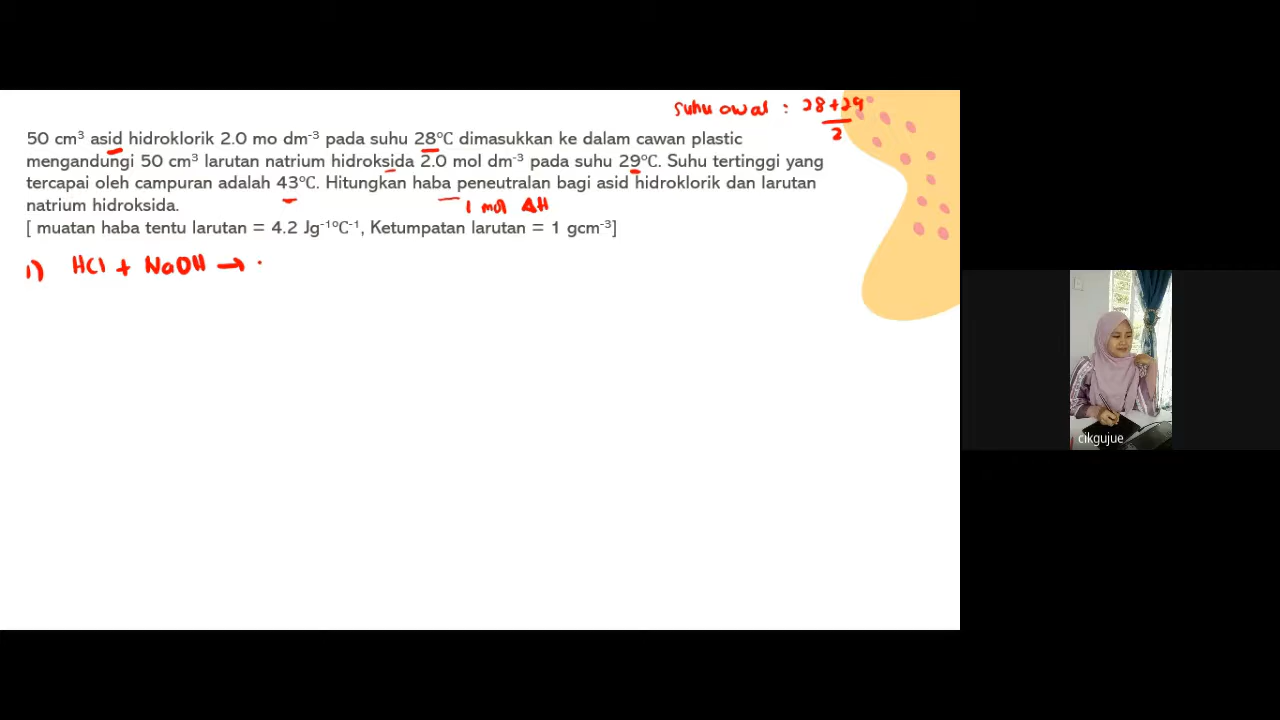 suhu awal : 28+29
2
50 cm³ asid hidroklorik 2.0 mo dm⁻³ pada suhu 28°C dimasukkan ke dalam cawan plastic
mengandungi 50 cm³ larutan natrium hidroksida 2.0 mol dm⁻³ pada suhu 29°C. Suhu tertinggi yang
tercapai oleh campuran adalah 43°C. Hitungkan haba peneutralan bagi asid hidroklorik dan larutan
natrium hidroksida.
1 mol ΔH
[ muatan haba tentu larutan = 4.2 Jg⁻¹°C⁻¹, Ketumpatan larutan = 1 gcm⁻³]
1) HCl + NaOH →
cikgujue